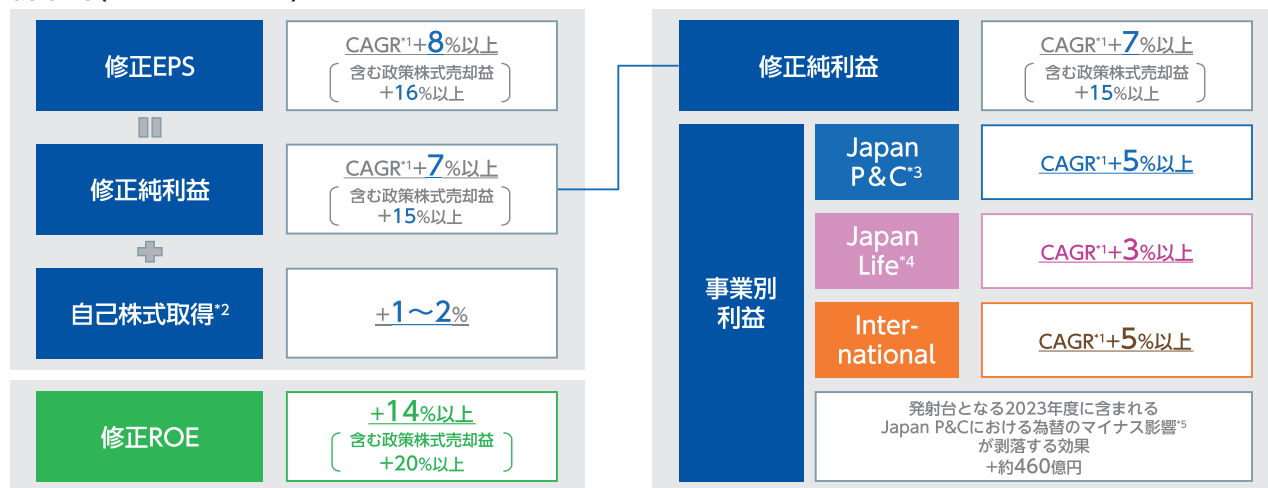 修正EPS
CAGR*1+8%以上
含む政策株式売却益
+16%以上
修正純利益
CAGR*1+7%以上
含む政策株式売却益
+15%以上
自己株式取得*2
+1～2%
修正ROE
+14%以上
含む政策株式売却益
+20%以上
修正純利益
CAGR*1+7%以上
含む政策株式売却益
+15%以上
事業別
利益
Japan
P&C*3
CAGR*1+5%以上
Japan
Life*4
CAGR*1+3%以上
Inter-
national
CAGR*1+5%以上
発射台となる2023年度に含まれる
Japan P&Cにおける為替のマイナス影響*5
が剥落する効果
+約460億円